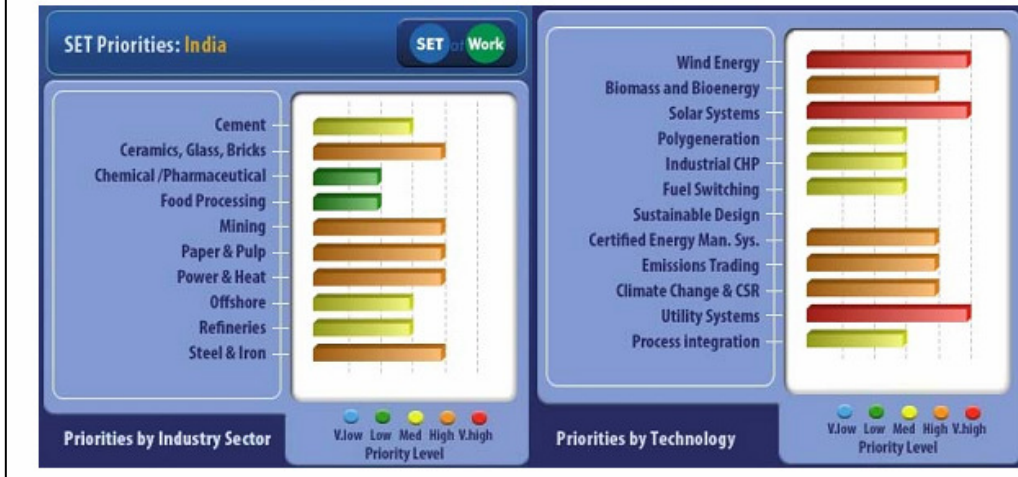 SET Priorities: India
SET at Work
Cement
Ceramics, Glass, Bricks
Chemical /Pharmaceutical
Food Processing
Mining
Paper & Pulp
Power & Heat
Offshore
Refineries
Steel & Iron
Priorities by Industry Sector
V.low Low Med High V.high
Priority Level
Wind Energy
Biomass and Bioenergy
Solar Systems
Polygeneration
Industrial CHP
Fuel Switching
Sustainable Design
Certified Energy Man. Sys.
Emissions Trading
Climate Change & CSR
Utility Systems
Process integration
Priorities by Technology
V.low Low Med High V.high
Priority Level